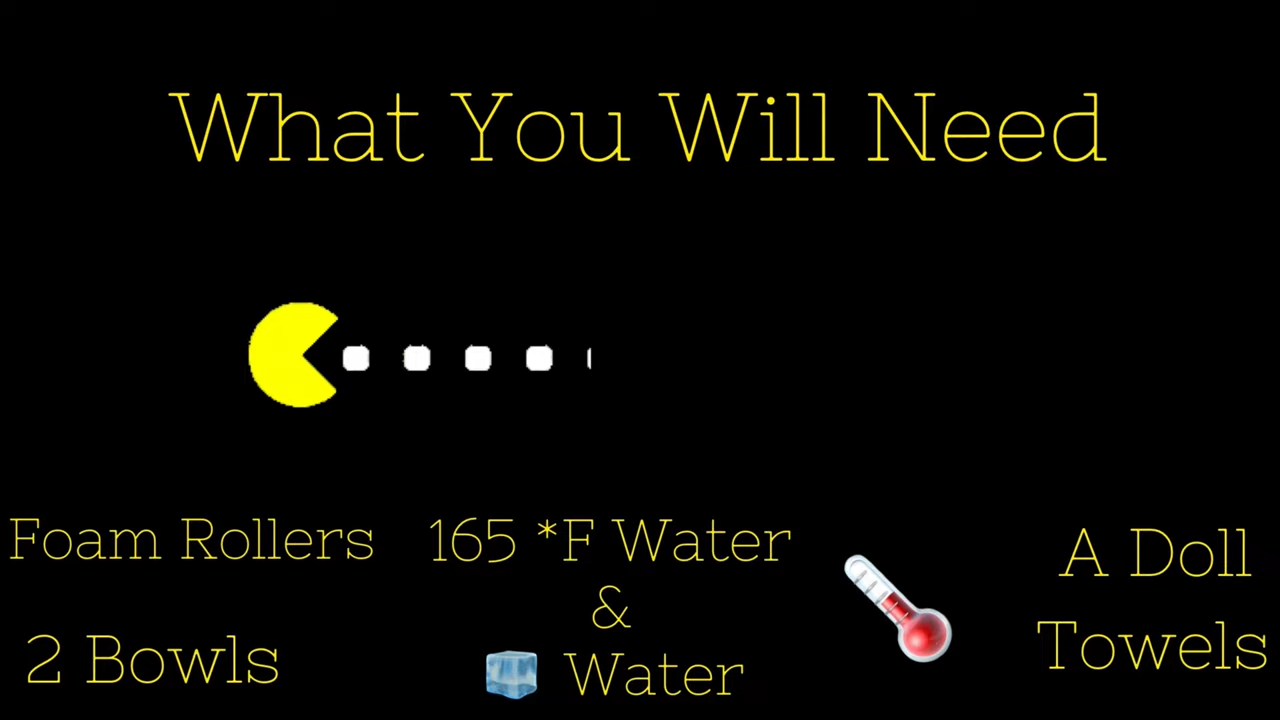 What You Will Need
Foam Rollers
2 Bowls
165 *F Water
&
Water
A Doll
Towels